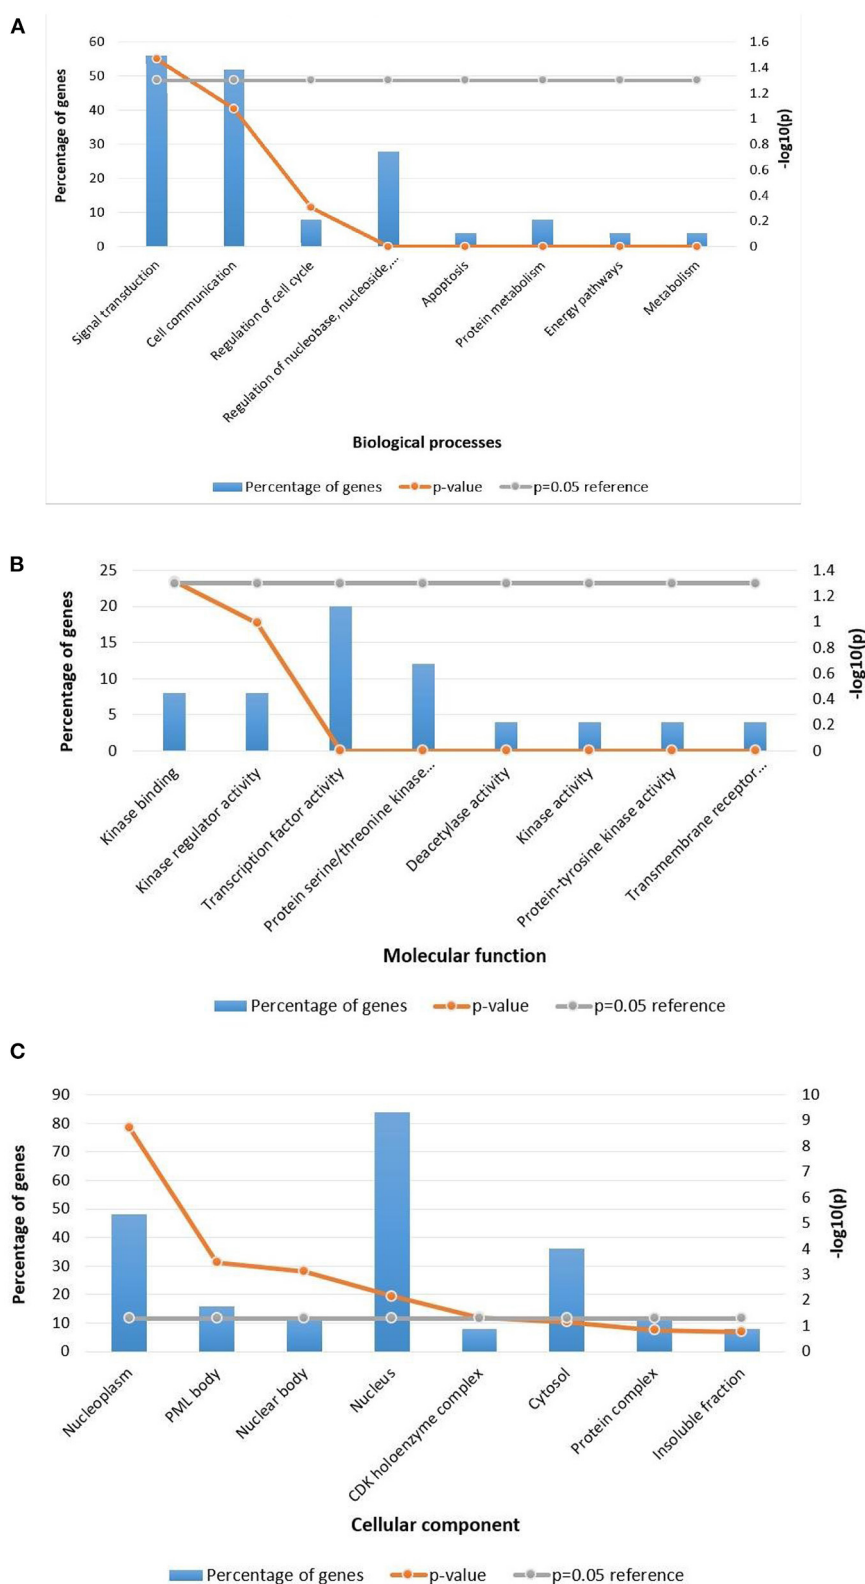 A
Percentage of genes
60
50
40
30
20
10
0
1.6
1.4
1.2
1
0.8
0.6
0.4
0.2
0
-log10(p)
Signal transduction
Cell communication
Regulation of cell cycle
Regulation of nucleobase, nucleoside,...
Apoptosis
Protein metabolism
Energy pathways
Metabolism
Biological processes
Percentage of genes
p-value
p=0.05 reference
B
Percentage of genes
25
20
15
10
5
0
1.4
1.2
1
0.8
0.6
0.4
0.2
0
-log10(p)
Kinase binding
Kinase regulator activity
Transcription factor activity
Protein serine/threonine kinase...
Deacetylase activity
Kinase activity
Protein-tyrosine kinase activity
Transmembrane receptor...
Molecular function
Percentage of genes
p-value
p=0.05 reference
C
Percentage of genes
90
80
70
60
50
40
30
20
10
0
10
9
8
7
6
5
4
3
2
1
0
-log10(p)
Nucleoplasm
PML body
Nuclear body
Nucleus
CDK holoenzyme complex
Cytosol
Protein complex
Insoluble fraction
Cellular component
Percentage of genes
p-value
p=0.05 reference